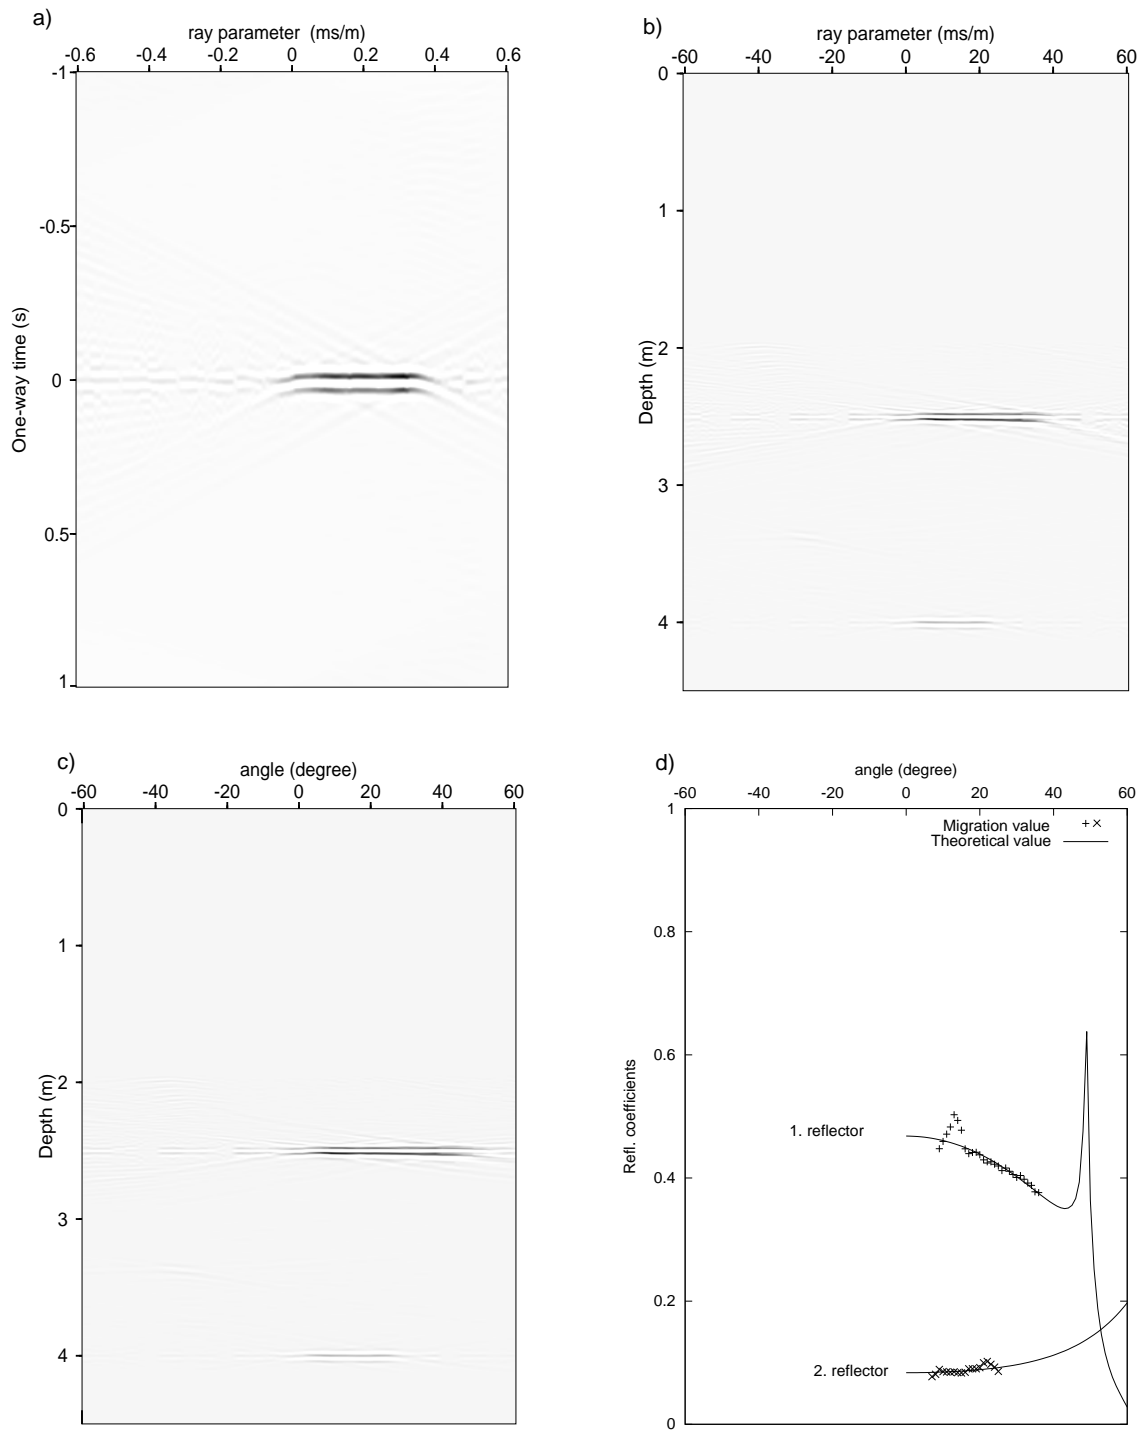 a)
ray parameter (ms/m)
-0.6 -0.4 -0.2 0 0.2 0.4 0.6
-1
-0.5
0
0.5
1
One-way time (s)
b)
ray parameter (ms/m)
-60 -40 -20 0 20 40 60
0
1
2
3
4
Depth (m)
c)
angle (degree)
-60 -40 -20 0 20 40 60
0
1
2
3
4
Depth (m)
d)
angle (degree)
-60 -40 -20 0 20 40 60
1
0.8
0.6
0.4
0.2
0
Refl. coefficients
Migration value
Theoretical value
1. reflector
2. reflector